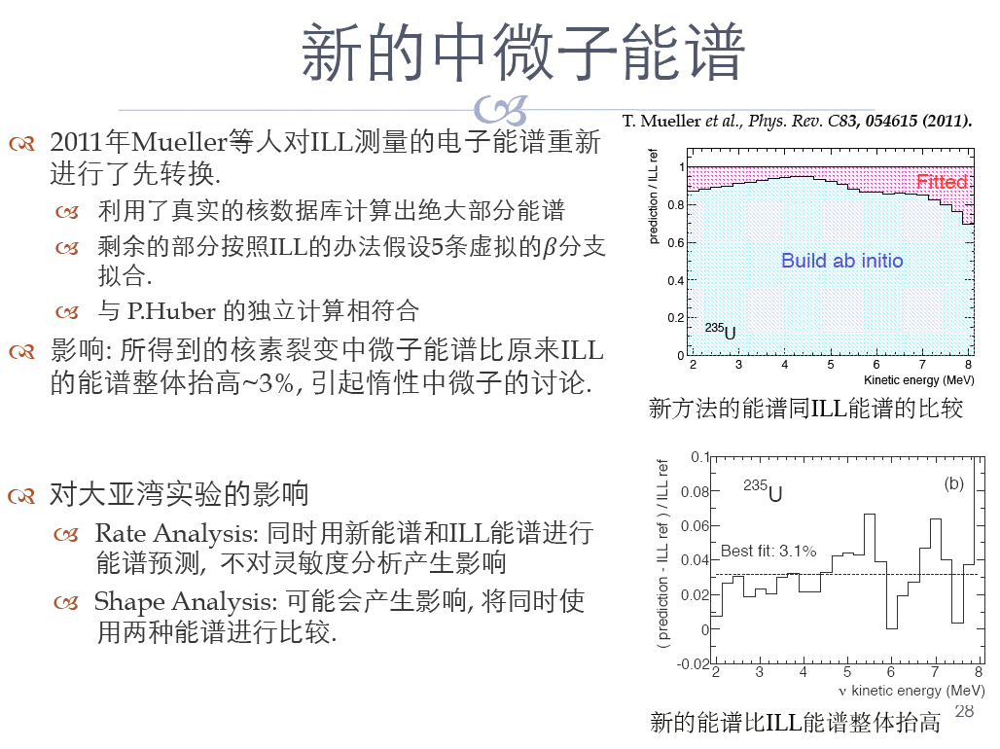 新的中微子能谱
2011年Mueller等人对ILL测量的电子能谱重新
进行了先转换.
利用了真实的核数据库计算出绝大部分能谱
剩余的部分按照ILL的办法假设5条虚拟的β分支
拟合.
与 P.Huber 的独立计算相符合
影响: 所得到的核素裂变中微子能谱比原来ILL
的能谱整体抬高~3%, 引起惰性中微子的讨论.
对大亚湾实验的影响
Rate Analysis: 同时用新能谱和ILL能谱进行
能谱预测, 不对灵敏度分析产生影响
Shape Analysis: 可能会产生影响, 将同时使
用两种能谱进行比较.
T. Mueller et al., Phys. Rev. C83, 054615 (2011).
prediction / ILL ref
1
0.8
0.6
0.4
0.2
0
Fitted
Build ab initio
235U
2 3 4 5 6 7 8
Kinetic energy (MeV)
新方法的能谱同ILL能谱的比较
( prediction - ILL ref ) / ILL ref
0.1
0.08
0.06
0.04
0.02
0
-0.02
235U
(b)
Best fit: 3.1%
2 3 4 5 6 7 8
ν kinetic energy (MeV)
新的能谱比ILL能谱整体抬高
28